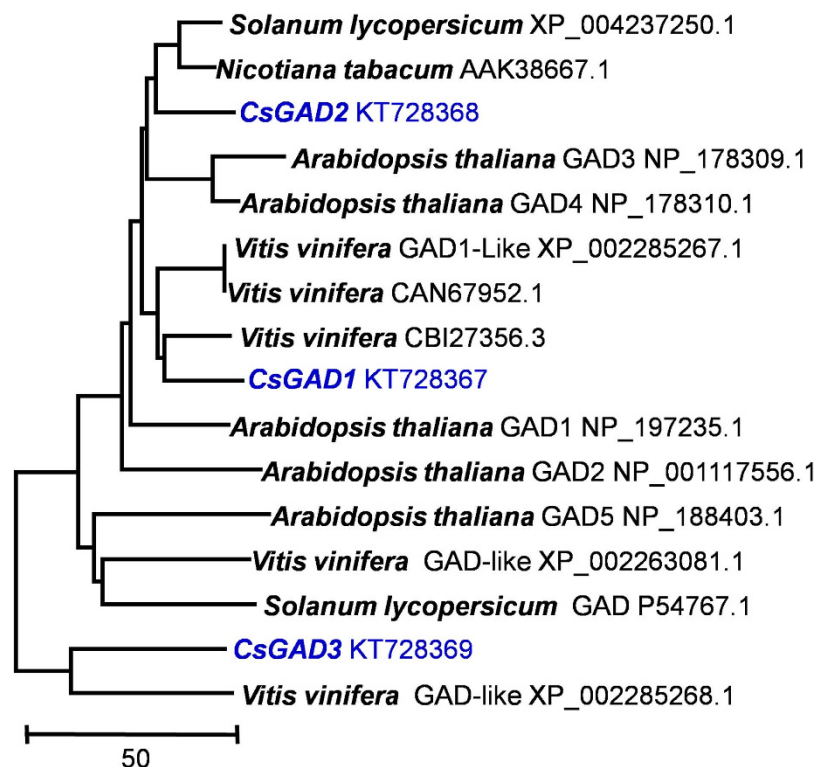 Solanum lycopersicum XP_004237250.1
Nicotiana tabacum AAK38667.1
CsGAD2 KT728368
Arabidopsis thaliana GAD3 NP_178309.1
Arabidopsis thaliana GAD4 NP_178310.1
Vitis vinifera GAD1-Like XP_002285267.1
Vitis vinifera CAN67952.1
Vitis vinifera CBI27356.3
CsGAD1 KT728367
Arabidopsis thaliana GAD1 NP_197235.1
Arabidopsis thaliana GAD2 NP_001117556.1
Arabidopsis thaliana GAD5 NP_188403.1
Vitis vinifera GAD-like XP_002263081.1
Solanum lycopersicum GAD P54767.1
CsGAD3 KT728369
Vitis vinifera GAD-like XP_002285268.1
50